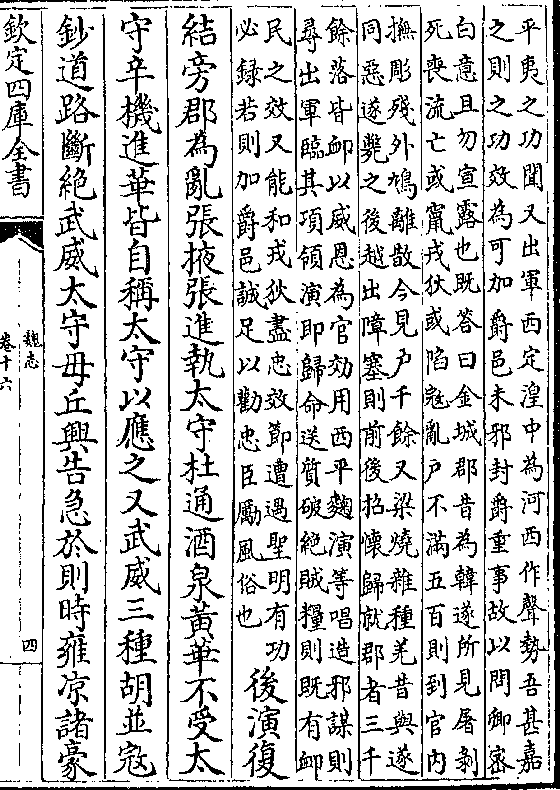 平夷之功聞又出軍西定湟中為河西作聲勢吾甚嘉
之則之功效為可加爵邑未邪封爵重事故以問卿密
白意且勿宣露也既答曰金城郡昔為韓遂所見屠剝
死喪流亡或竄戎狄或陷寇亂户不滿五百則到官内
撫彫殘外鳩離散今見户千餘又梁燒雜種羌昔與遂
同惡遂斃之後越出障塞則前後招懷歸就郡者三千
餘落皆卹以威恩為官効用西平麴演等唱造邪謀則
尋出軍臨其項領演即歸命送質破絶賊糧則既有卹
民之效又能和戎狄盡忠效節遭遇聖明有功
必録若則加爵邑誠足以勸忠臣勵風俗也
後演復
結旁郡為亂張掖張進執太守杜通酒泉黃華不受太
守辛機進華皆自稱太守以應之又武威三種胡並寇
鈔道路斷絶武威太守毋丘興告急於則時雍凉諸豪
欽定四庫全書
魏志
卷十六
四